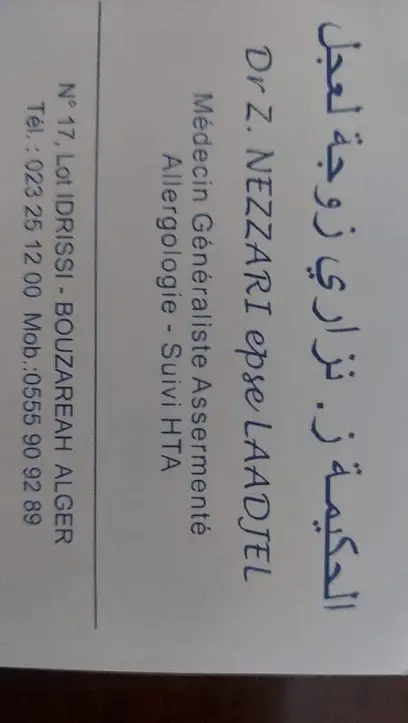 الحكيمة ز. نزاري زوجة لعجل
Dr Z. NEZZARI epse LAADJEL
Médecin Généraliste Assermenté
Allergologie - Suivi HTA
N° 17, Lot IDRISSI - BOUZAREAH ALGER
Tél. : 023 25 12 00 Mob.:0555 90 92 89